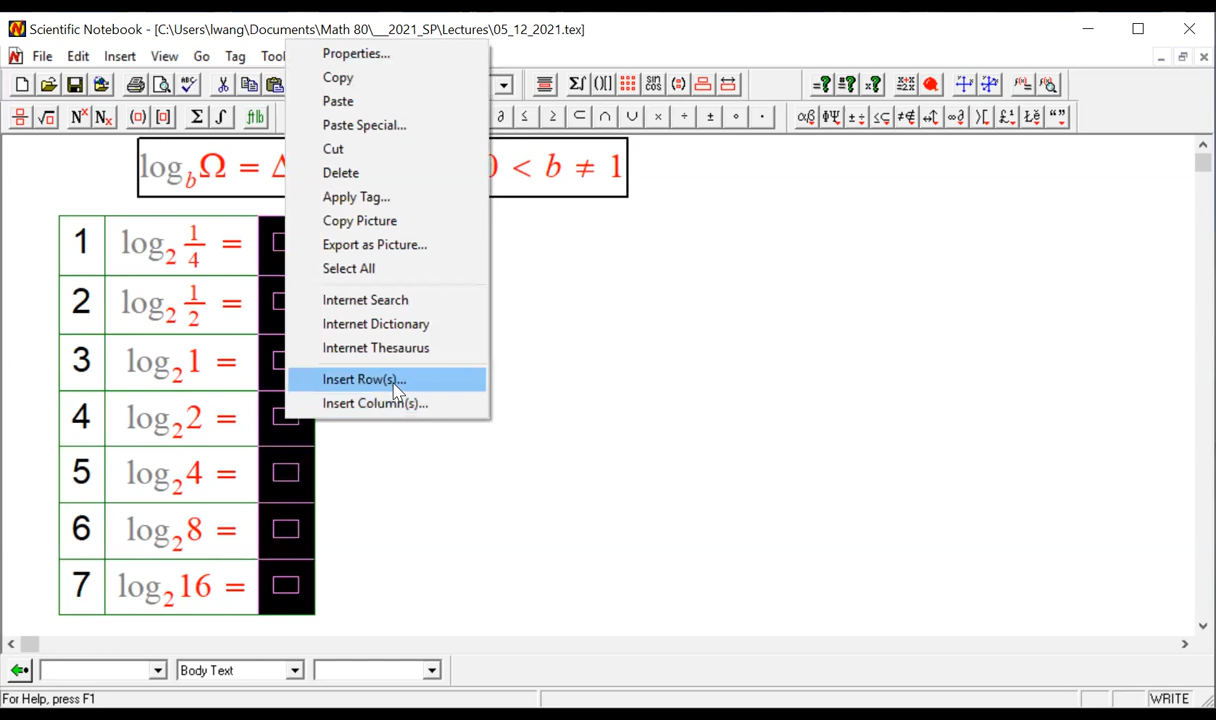 Scientific Notebook - [C:\Users\lwang\Documents\Math 80\__2021_SP\Lectures\05_12_2021.tex]
File Edit Insert View Go Tag Tool
Properties...
Copy
Paste
Paste Special...
Cut
Delete
Apply Tag...
Copy Picture
Export as Picture...
Select All
Internet Search
Internet Dictionary
Internet Thesaurus
Insert Row(s)...
Insert Column(s)...
log_b Ω = 0 < b ≠ 1
1 log_2 1/4 =
2 log_2 1/2 =
3 log_2 1 =
4 log_2 2 =
5 log_2 4 =
6 log_2 8 =
7 log_2 16 =
Body Text
For Help, press F1
WRITE